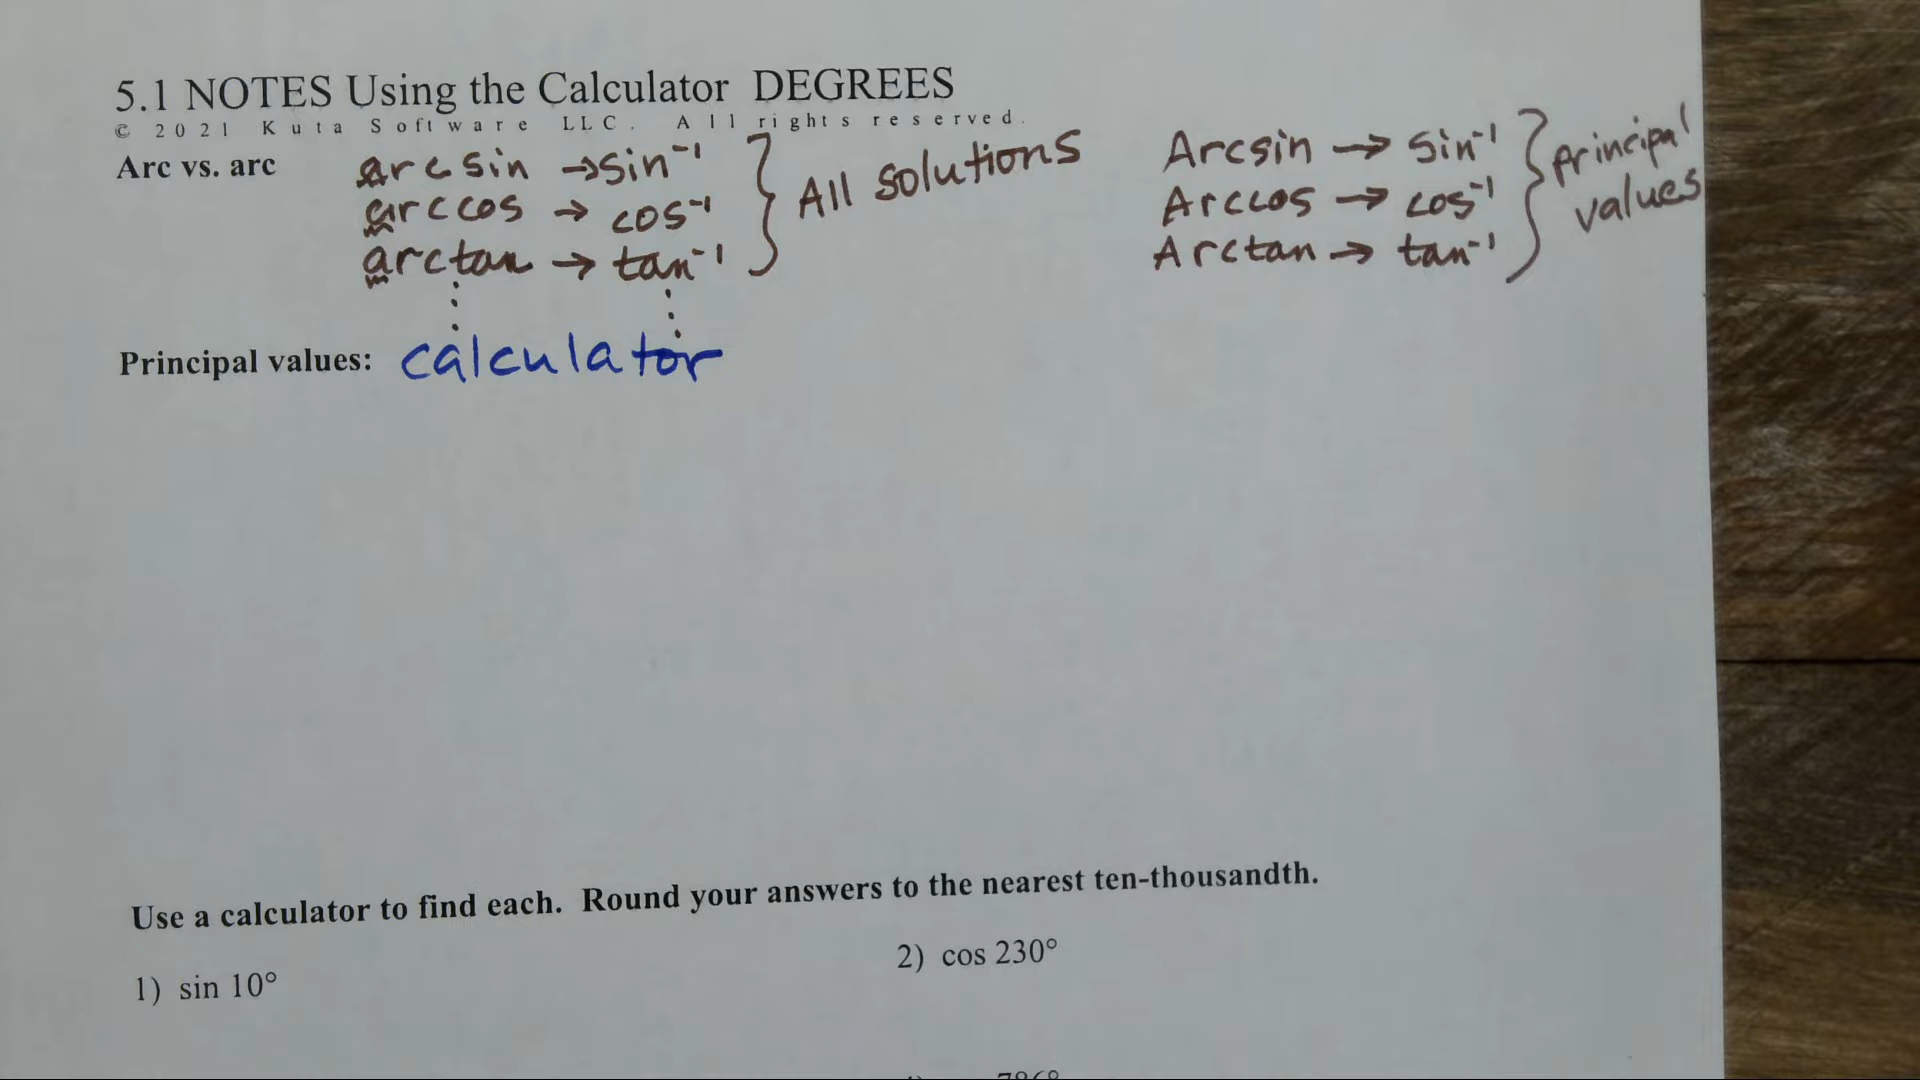 5.1 NOTES Using the Calculator DEGREES
© 2021 Kuta Software LLC. All rights reserved.
Arc vs. arc
arcsin → sin⁻¹
arccos → cos⁻¹
arctan → tan⁻¹
All solutions
Arcsin → sin⁻¹
Arccos → cos⁻¹
Arctan → tan⁻¹
principal
values
Principal values: calculator
Use a calculator to find each. Round your answers to the nearest ten-thousandth.
1) sin 10°
2) cos 230°